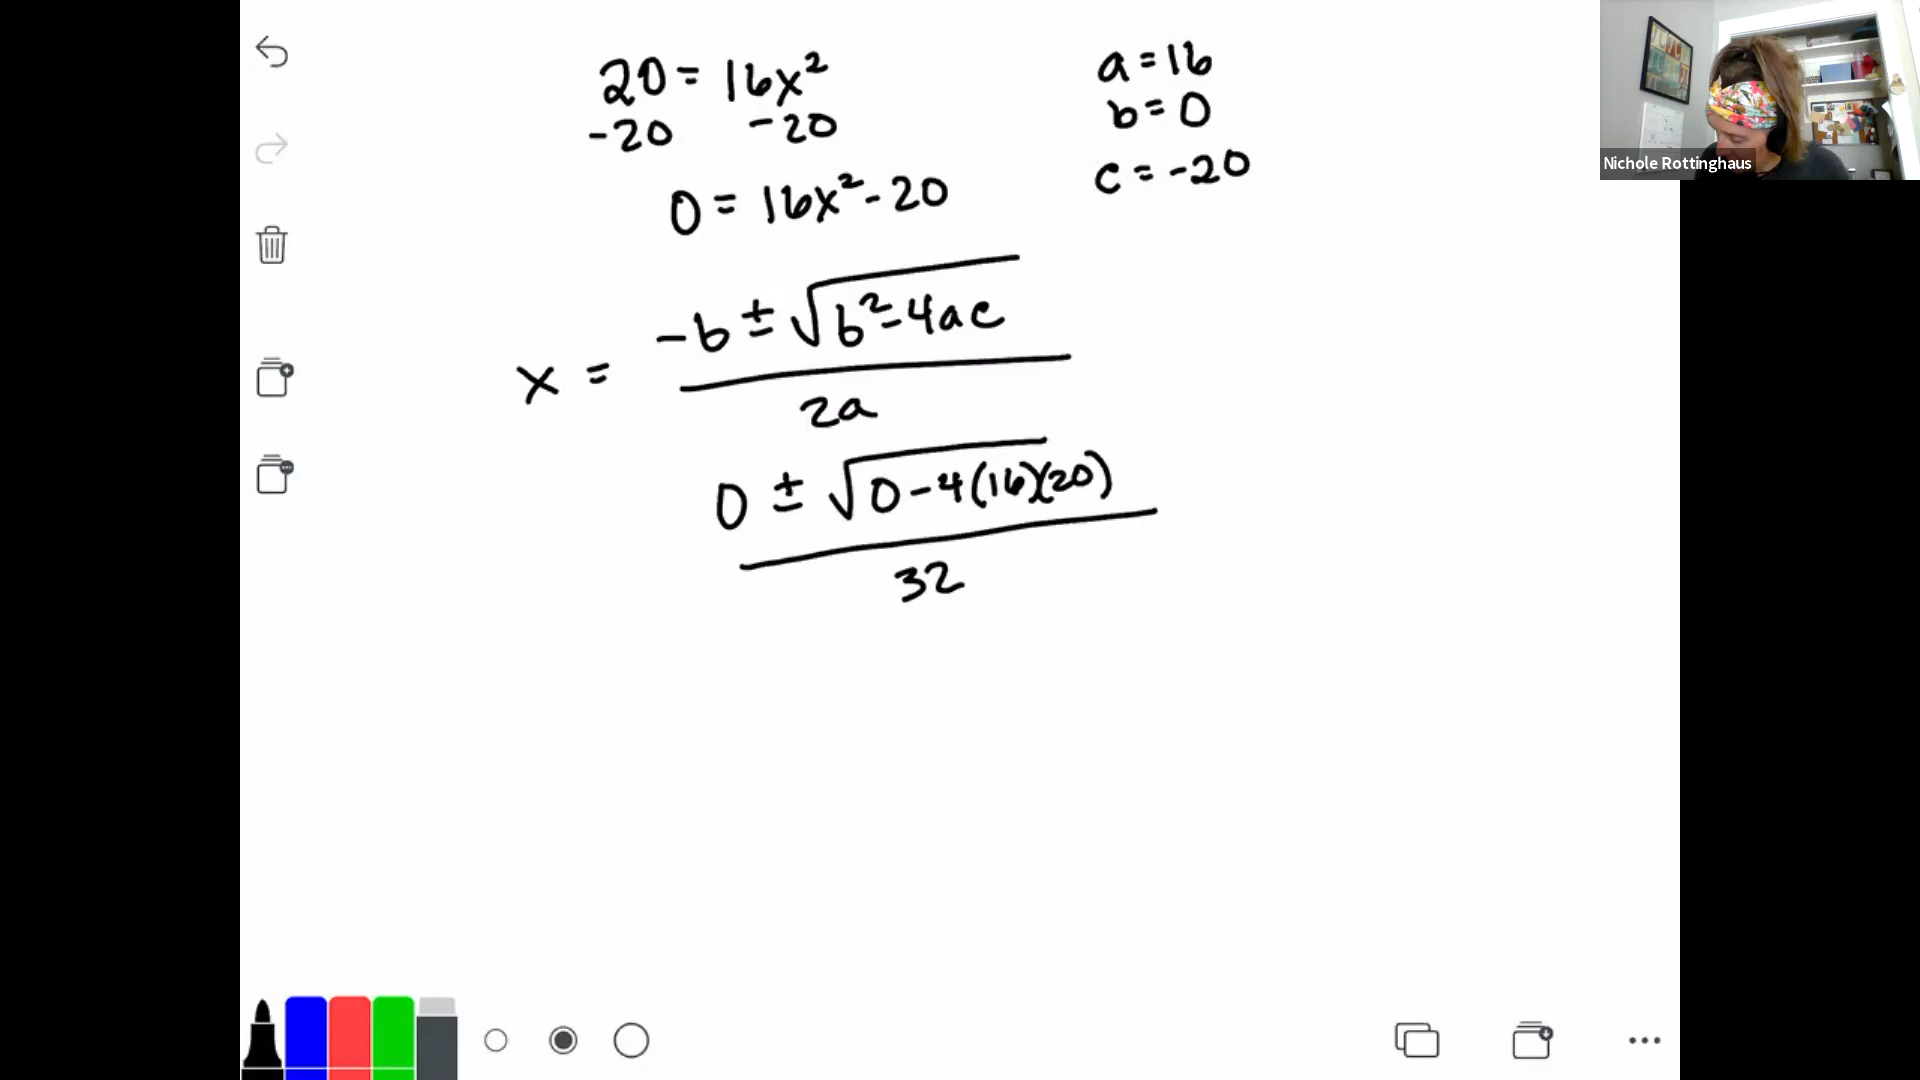 20 = 16x²
-20 -20
0 = 16x² - 20
a = 16
b = 0
c = -20
x = -b ± √b² - 4ac
2a
0 ± √0 - 4(16)(20)
32
Nichole Rottinghaus